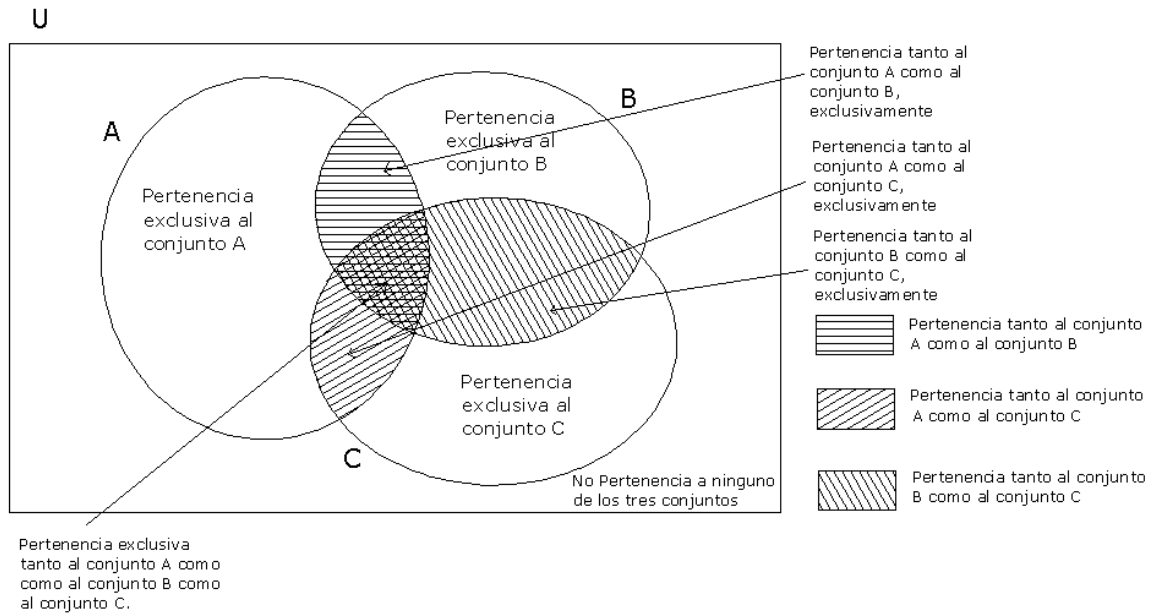 U
A
B
C
Pertenencia
exclusiva al
conjunto A
Pertenencia
exclusiva al
conjunto B
Pertenencia
exclusiva al
conjunto C
No Pertenencia a ninguno
de los tres conjuntos
Pertenencia tanto al
conjunto A como al
conjunto B,
exclusivamente
Pertenencia tanto al
conjunto A como al
conjunto C,
exclusivamente
Pertenencia tanto al
conjunto B como al
conjunto C,
exclusivamente
Pertenencia tanto al conjunto
A como al conjunto B
Pertenencia tanto al conjunto
A como al conjunto C
Pertenencia tanto al conjunto
B como al conjunto C
Pertenencia exclusiva
tanto al conjunto A como
como al conjunto B como
al conjunto C.